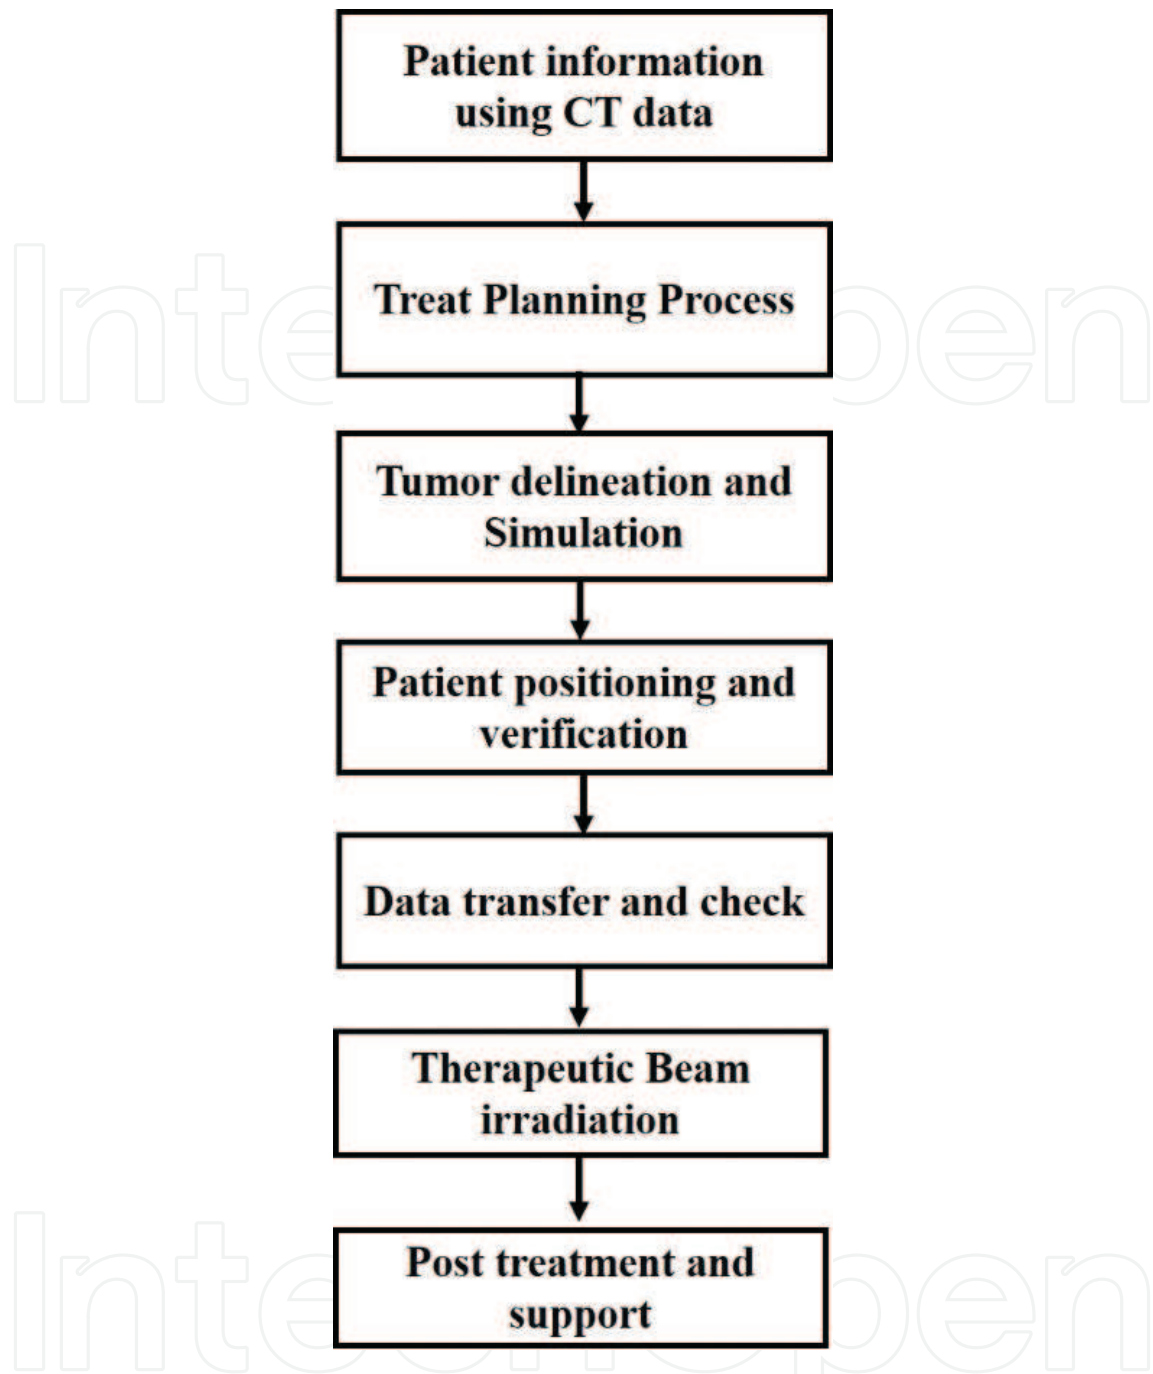 Patient information
using CT data
Treat Planning Process
Tumor delineation and
Simulation
Patient positioning and
verification
Data transfer and check
Therapeutic Beam
irradiation
Post treatment and
support